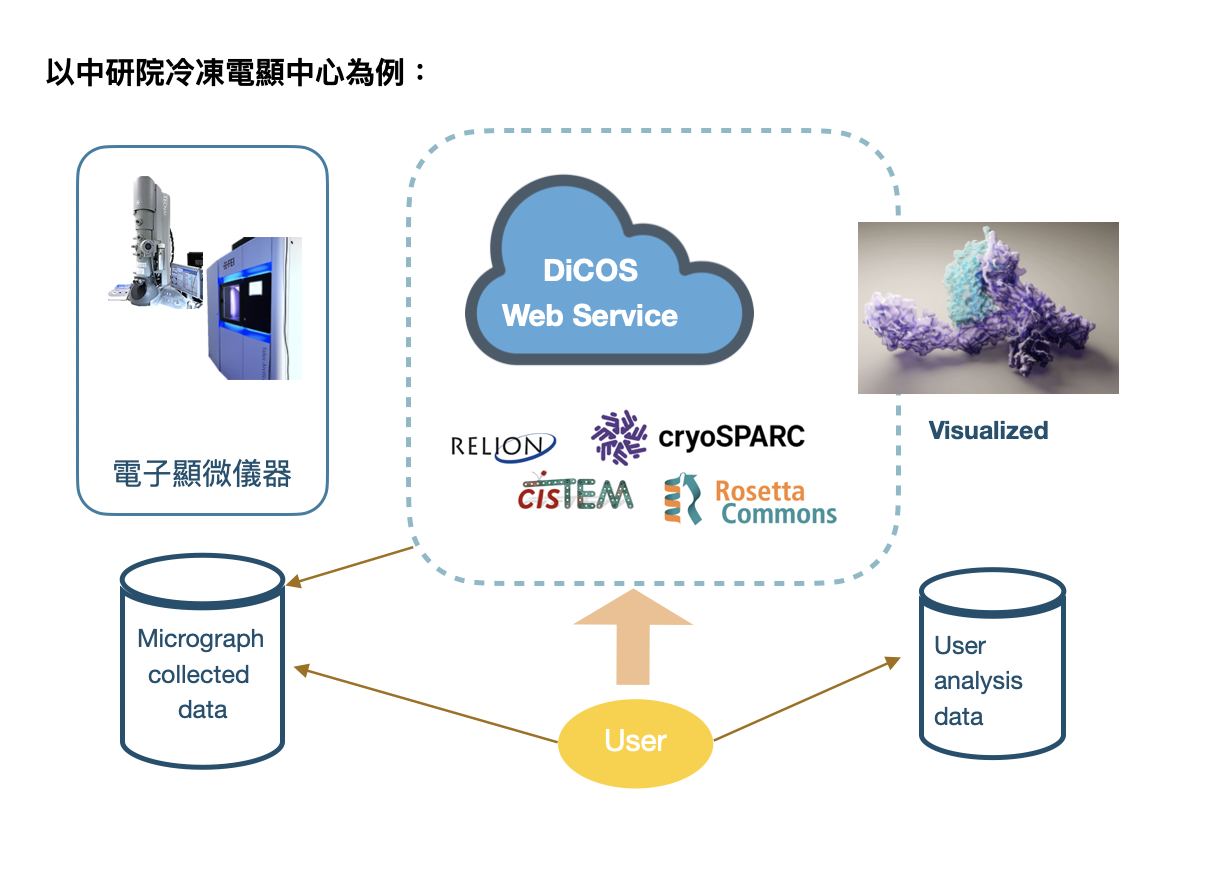 以中研院冷凍電顯中心為例：
FEI
電子顯微儀器
DiCOS
Web Service
RELION
cryoSPARC
cisTEM
Rosetta
Commons
Visualized
Micrograph
collected
data
User
User
analysis
data